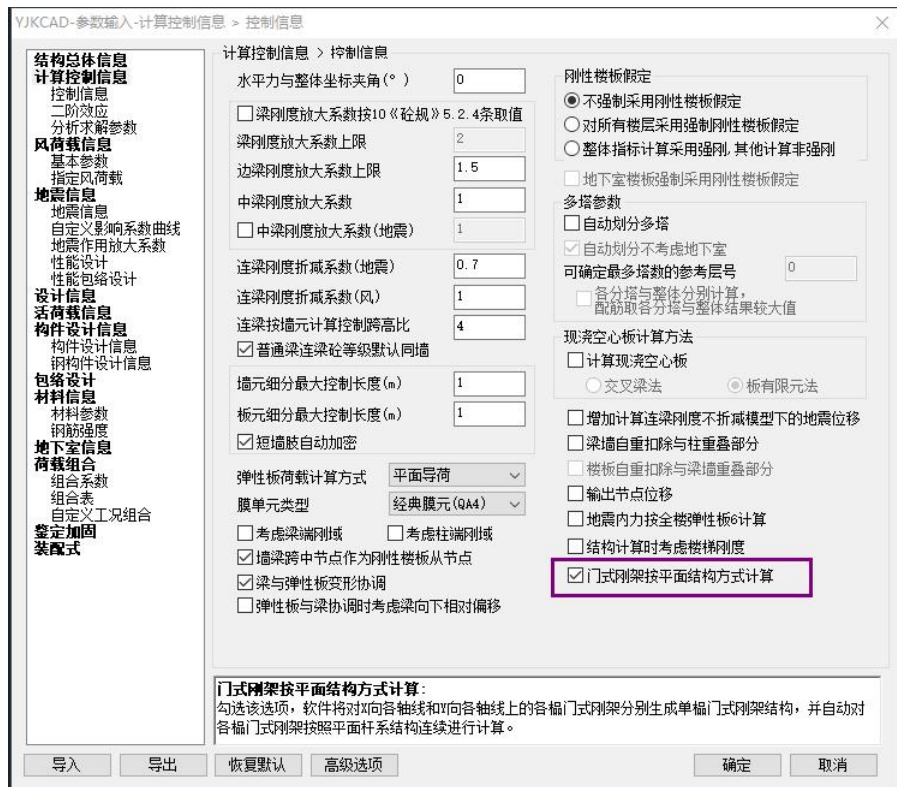 YJKCAD-参数输入-计算控制信息 > 控制信息
结构总体信息
计算控制信息
控制信息
二阶效应
分析求解参数
风荷载信息
基本参数
指定风荷载
地震信息
地震信息
自定义影响系数曲线
地震作用放大系数
性能设计
性能包络设计
设计信息
活荷载信息
构件设计信息
构件设计信息
钢构件设计信息
包络设计
材料信息
材料参数
钢筋强度
地下室信息
荷载组合
组合系数
组合表
自定义工况组合
鉴定加固
装配式
计算控制信息 > 控制信息
水平力与整体坐标夹角(°) 0
梁刚度放大系数按10《砼规》5.2.4条取值
梁刚度放大系数上限 2
边梁刚度放大系数上限 1.5
中梁刚度放大系数 1
中梁刚度放大系数(地震) 1
连梁刚度折减系数(地震) 0.7
连梁刚度折减系数(风) 1
连梁按墙元计算控制跨高比 4
普通梁连梁砼等级默认同墙
墙元细分最大控制长度(m) 1
板元细分最大控制长度(m) 1
短墙肢自动加密
弹性板荷载计算方式 平面导荷
膜单元类型 经典膜元(QA4)
考虑梁端刚域 考虑柱端刚域
墙梁跨中节点作为刚性楼板从节点
梁与弹性板变形协调
弹性板与梁协调时考虑梁向下相对偏移
刚性楼板假定
不强制采用刚性楼板假定
对所有楼层采用强制刚性楼板假定
整体指标计算采用强刚,其他计算非强刚
地下室楼板强制采用刚性楼板假定
多塔参数
自动划分多塔
自动划分不考虑地下室
可确定最多塔数的参考层号 0
各分塔与整体分别计算,
配筋取各分塔与整体结果较大值
现浇空心板计算方法
计算现浇空心板
交叉梁法 板有限元法
增加计算连梁刚度不折减模型下的地震位移
梁墙自重扣除与柱重叠部分
楼板自重扣除与梁墙重叠部分
输出节点位移
地震内力按全楼弹性板6计算
结构计算时考虑楼梯刚度
门式刚架按平面结构方式计算
门式刚架按平面结构方式计算:
勾选该选项,软件将对X向各轴线和Y向各轴线上的各榀门式刚架分别生成单榀门式刚架结构,并自动对
各榀门式刚架按照平面杆系结构连续进行计算。
导入 导出 恢复默认 高级选项 确定 取消